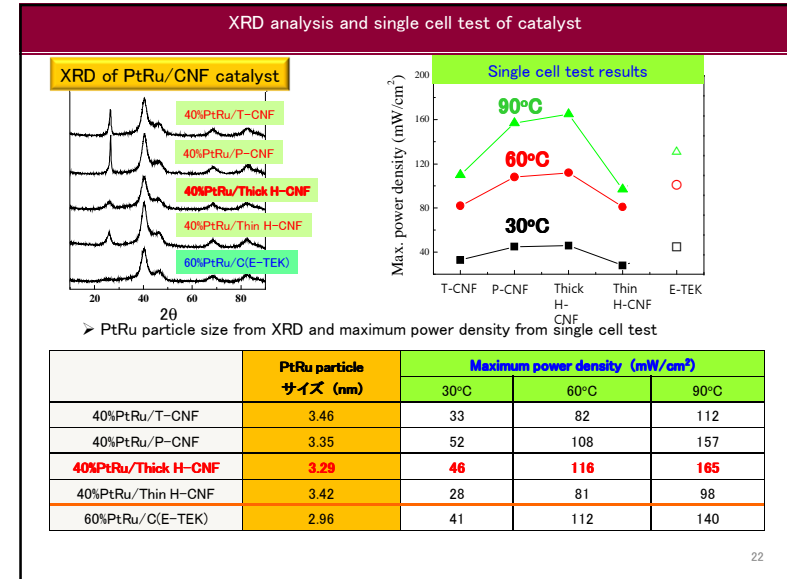 XRD analysis and single cell test of catalyst
XRD of PtRu/CNF catalyst
40%PtRu/T-CNF
40%PtRu/P-CNF
40%PtRu/Thick H-CNF
40%PtRu/Thin H-CNF
60%PtRu/C(E-TEK)
20 40 60 80
2θ
Single cell test results
Max. power density (mW/cm²)
200
160
120
80
40
90°C
60°C
30°C
T-CNF P-CNF Thick H-CNF Thin H-CNF E-TEK
➢ PtRu particle size from XRD and maximum power density from single cell test
PtRu particle サイズ (nm) Maximum power density (mW/cm²)
30°C 60°C 90°C
40%PtRu/T-CNF 3.46 33 82 112
40%PtRu/P-CNF 3.35 52 108 157
40%PtRu/Thick H-CNF 3.29 46 116 165
40%PtRu/Thin H-CNF 3.42 28 81 98
60%PtRu/C(E-TEK) 2.96 41 112 140
22